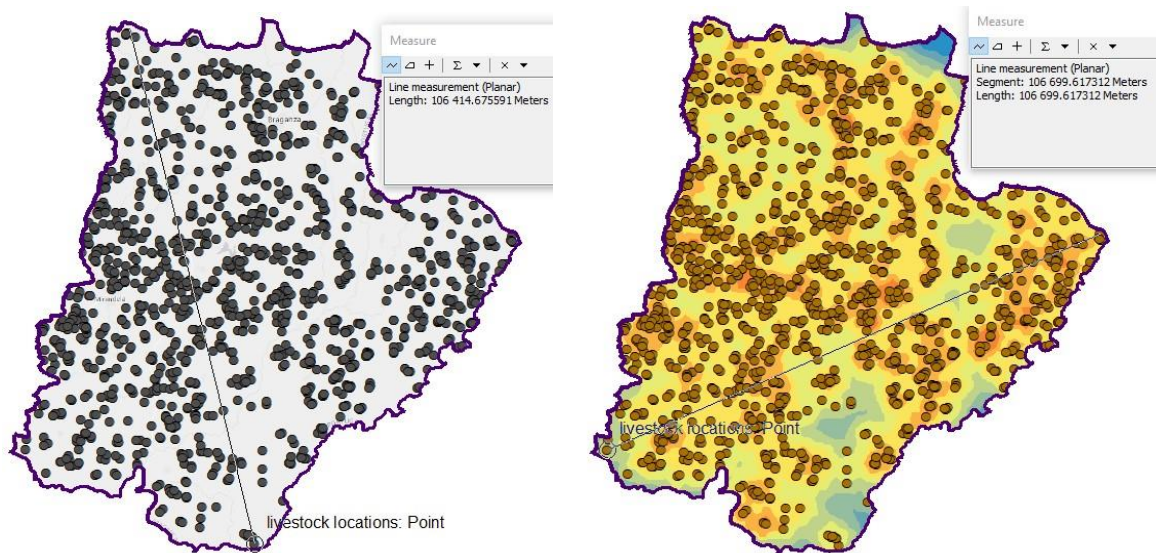 Measure
Line measurement (Planar)
Length: 106 414.675591 Meters
Braganza
livestock locations: Point
Measure
Line measurement (Planar)
Segment: 106 699.617312 Meters
Length: 106 699.617312 Meters
livestock locations: Point